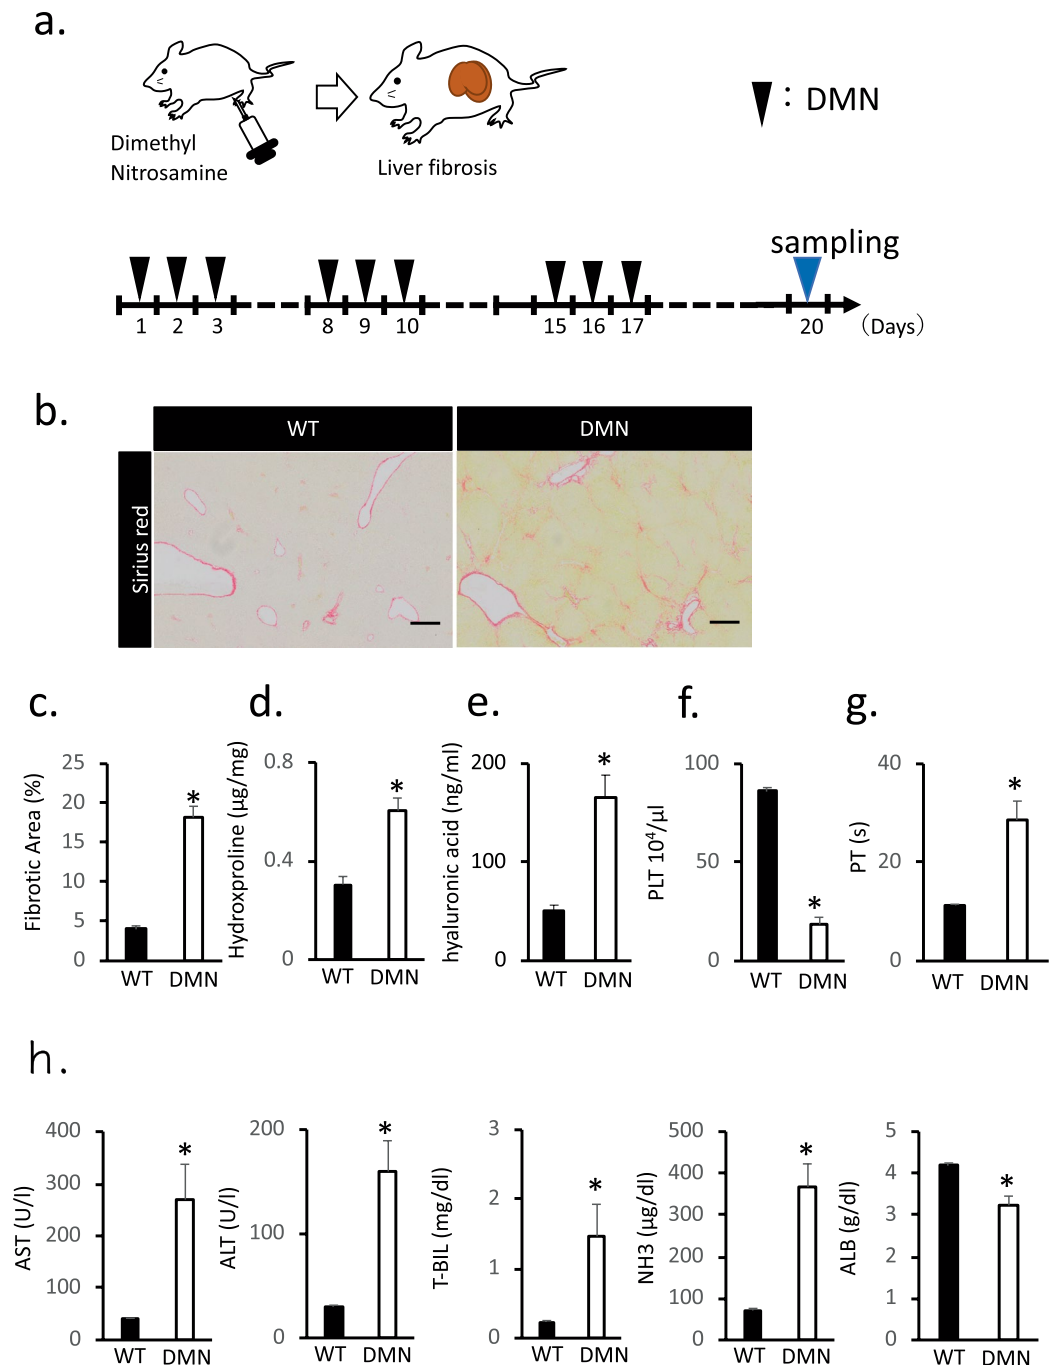 a.
: DMN
Dimethyl
Nitrosamine
Liver fibrosis
sampling
1 2 3 8 9 10 15 16 17 20 (Days)
b.
WT DMN
Sirius red
c. d. e. f. g.
Fibrotic Area (%)
25
20
15
10
5
0
*
WT DMN
Hydroxproline (µg/mg)
0.8
0.4
0
*
WT DMN
hyaluronic acid (ng/ml)
200
100
0
*
WT DMN
PLT 10⁴/µl
100
50
0
*
WT DMN
PT (s)
40
20
0
*
WT DMN
h.
AST (U/l)
400
300
200
100
0
*
WT DMN
ALT (U/l)
200
100
0
*
WT DMN
T-BIL (mg/dl)
3
2
1
0
*
WT DMN
NH3 (µg/dl)
500
400
300
200
100
0
*
WT DMN
ALB (g/dl)
5
4
3
2
1
0
*
WT DMN